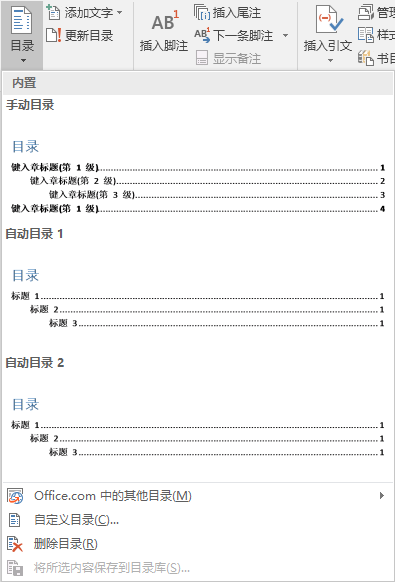 目录
添加文字
更新目录
AB1
插入脚注
插入尾注
下一条脚注
显示备注
插入引文
管理
样式
书目
内置
手动目录
目录
键入章标题(第 1 级)........1
键入章标题(第 2 级)........2
键入章标题(第 3 级)........3
键入章标题(第 1 级)........4
自动目录 1
目录
标题 1........1
标题 2........1
标题 3........1
自动目录 2
目录
标题 1........1
标题 2........1
标题 3........1
Office.com 中的其他目录(M)
自定义目录(C)...
删除目录(R)
将所选内容保存到目录库(S)...